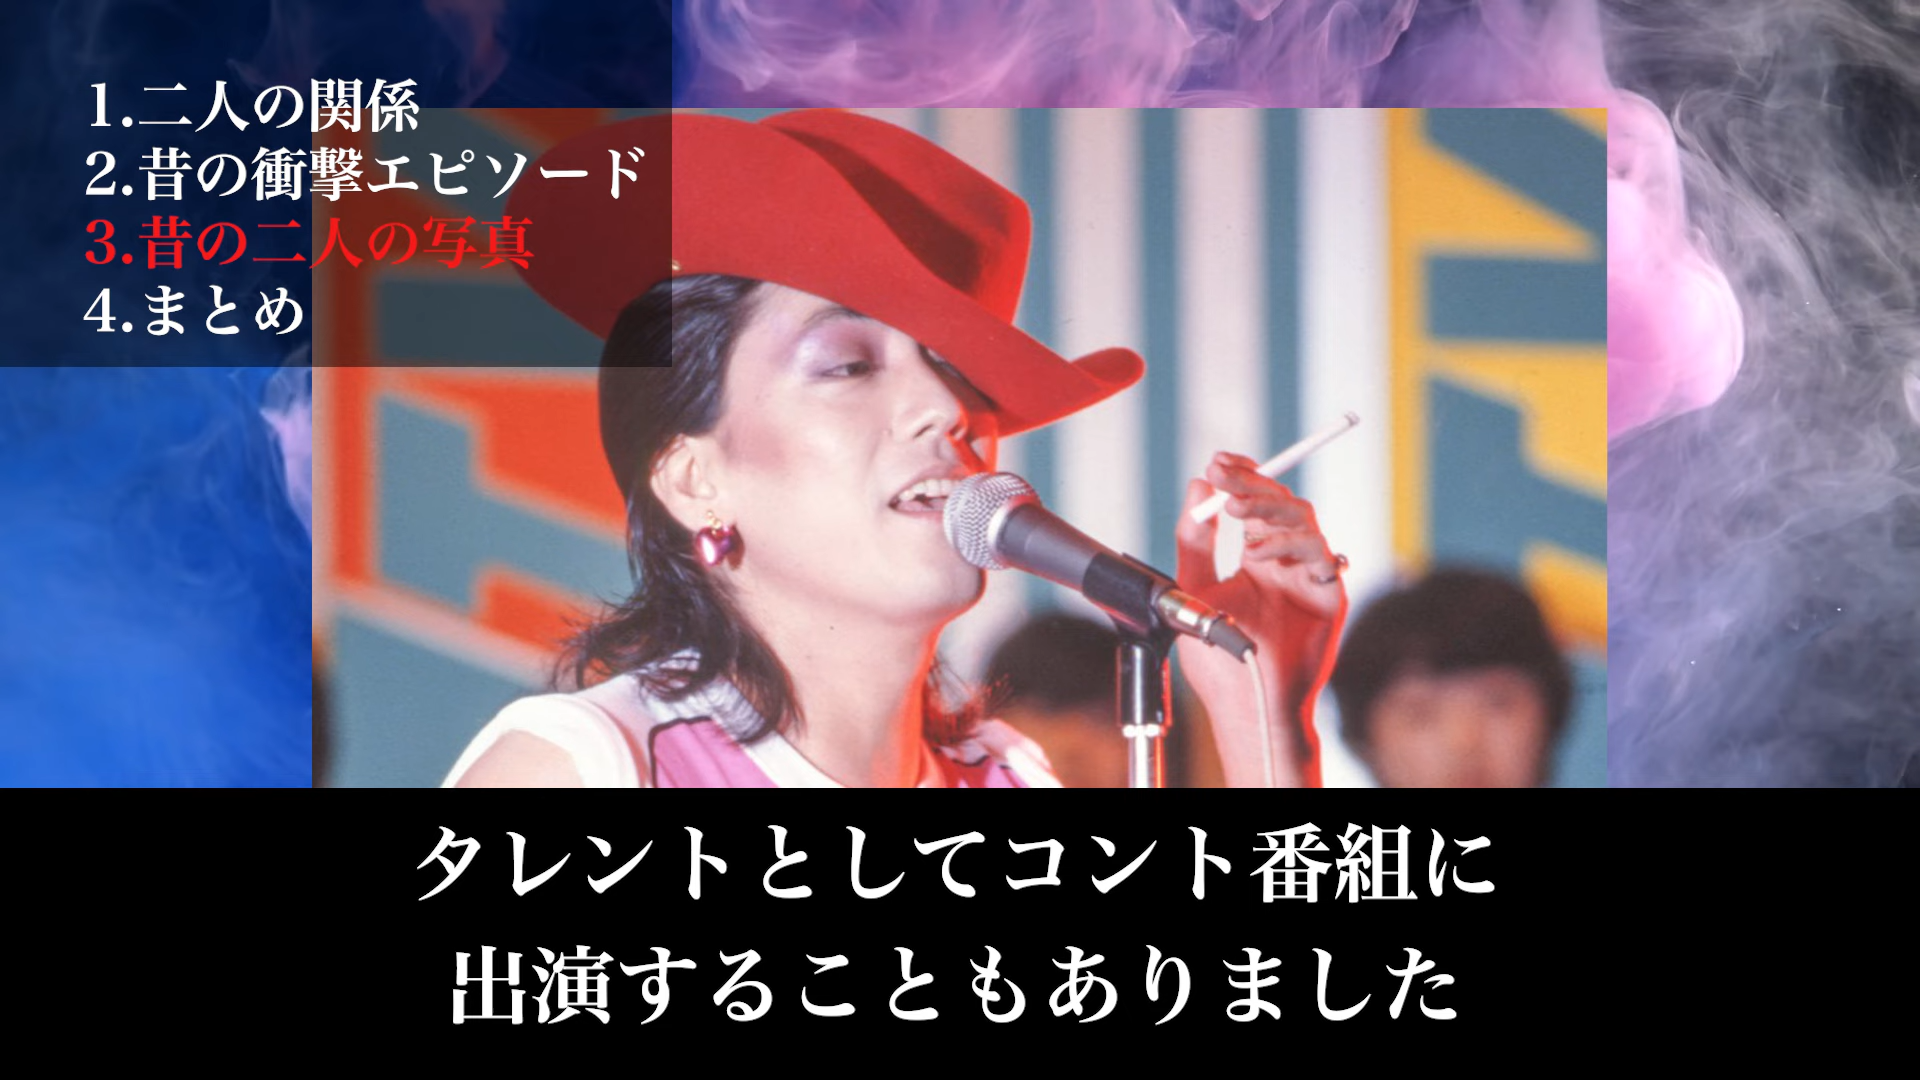 1.二人の関係
2.昔の衝撃エピソード
3.昔の二人の写真
4.まとめ
タレントとしてコント番組に
出演することもありました